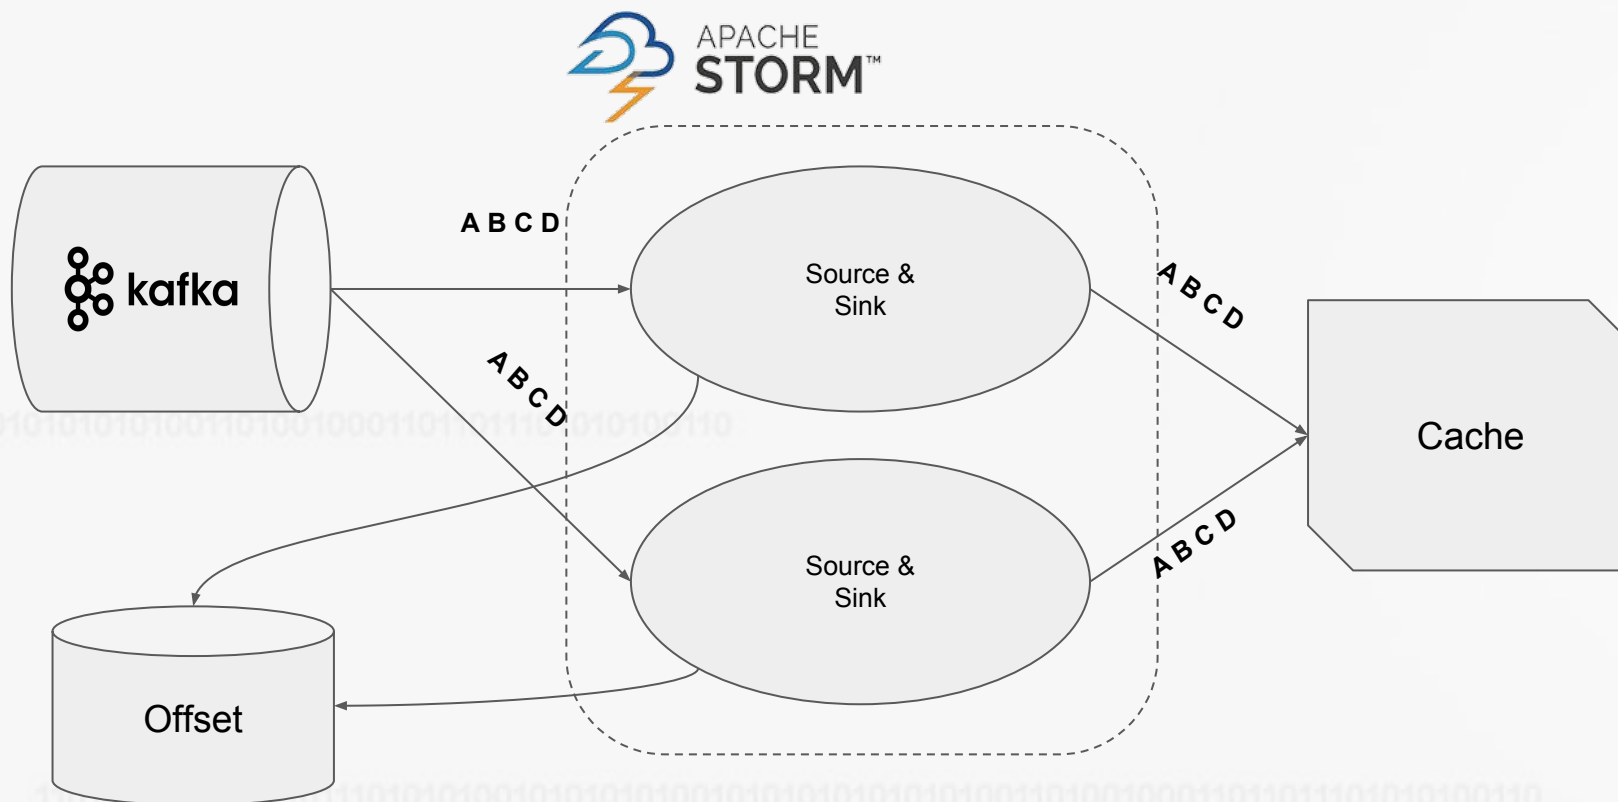 APACHE
STORM™
kafka
A B C D
Source &
Sink
A B C D
A B C D
Cache
Source &
Sink
A B C D
Offset